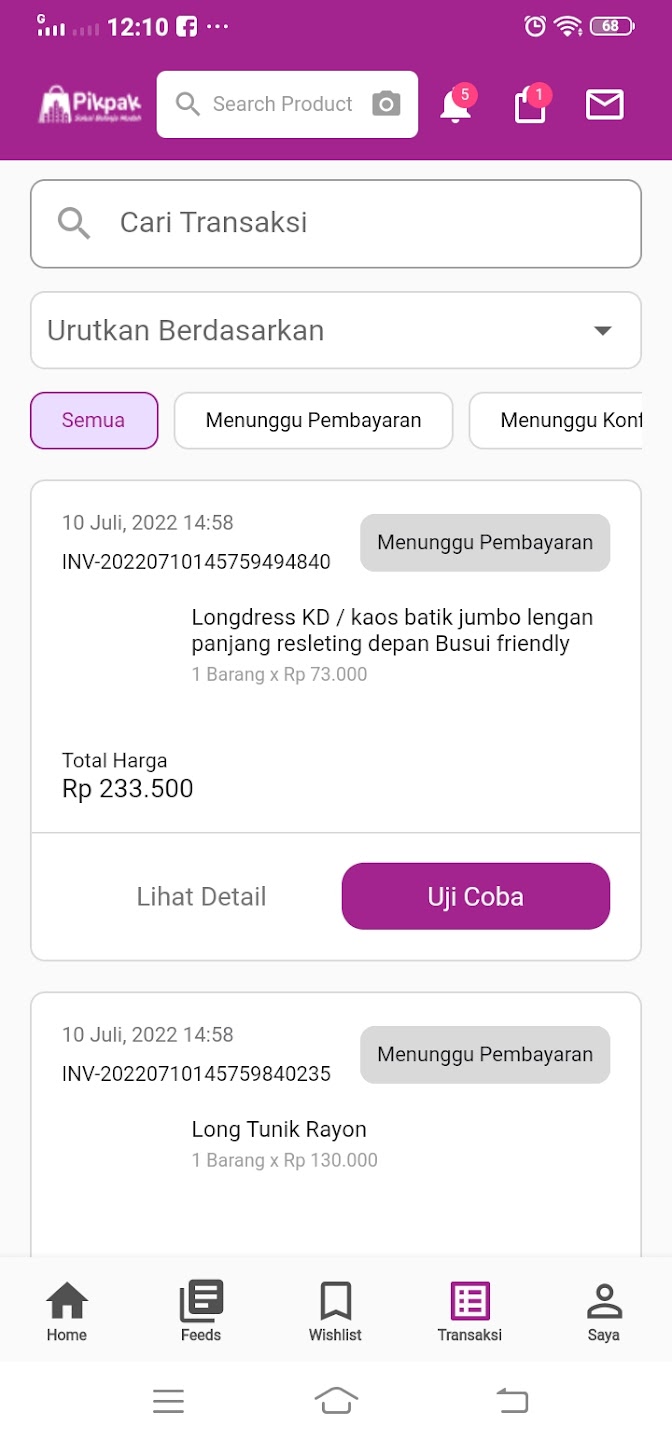 G
12:10
68
Pikpak
Solusi Belanja Mudah
Search Product
5
1
Cari Transaksi
Urutkan Berdasarkan
Semua
Menunggu Pembayaran
Menunggu Konf
10 Juli, 2022 14:58
Menunggu Pembayaran
INV-20220710145759494840
Longdress KD / kaos batik jumbo lengan
panjang resleting depan Busui friendly
1 Barang x Rp 73.000
Total Harga
Rp 233.500
Lihat Detail
Uji Coba
10 Juli, 2022 14:58
Menunggu Pembayaran
INV-20220710145759840235
Long Tunik Rayon
1 Barang x Rp 130.000
Home
Feeds
Wishlist
Transaksi
Saya